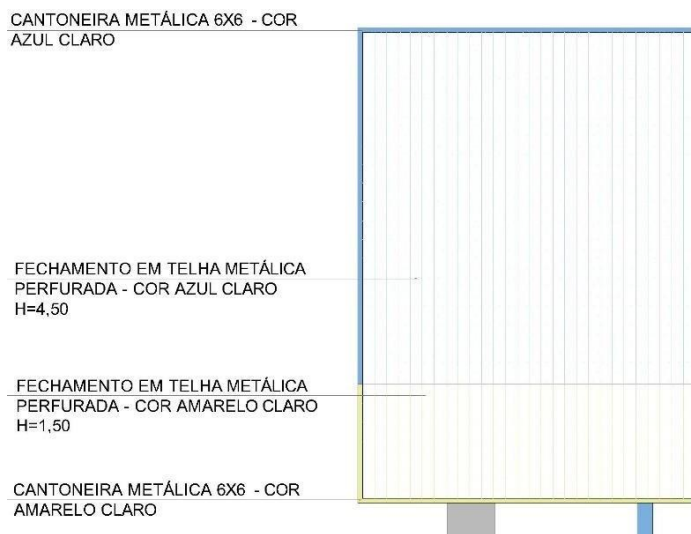 CANTONEIRA METÁLICA 6X6 - COR
AZUL CLARO
FECHAMENTO EM TELHA METÁLICA
PERFURADA - COR AZUL CLARO
H=4,50
FECHAMENTO EM TELHA METÁLICA
PERFURADA - COR AMARELO CLARO
H=1,50
CANTONEIRA METÁLICA 6X6 - COR
AMARELO CLARO